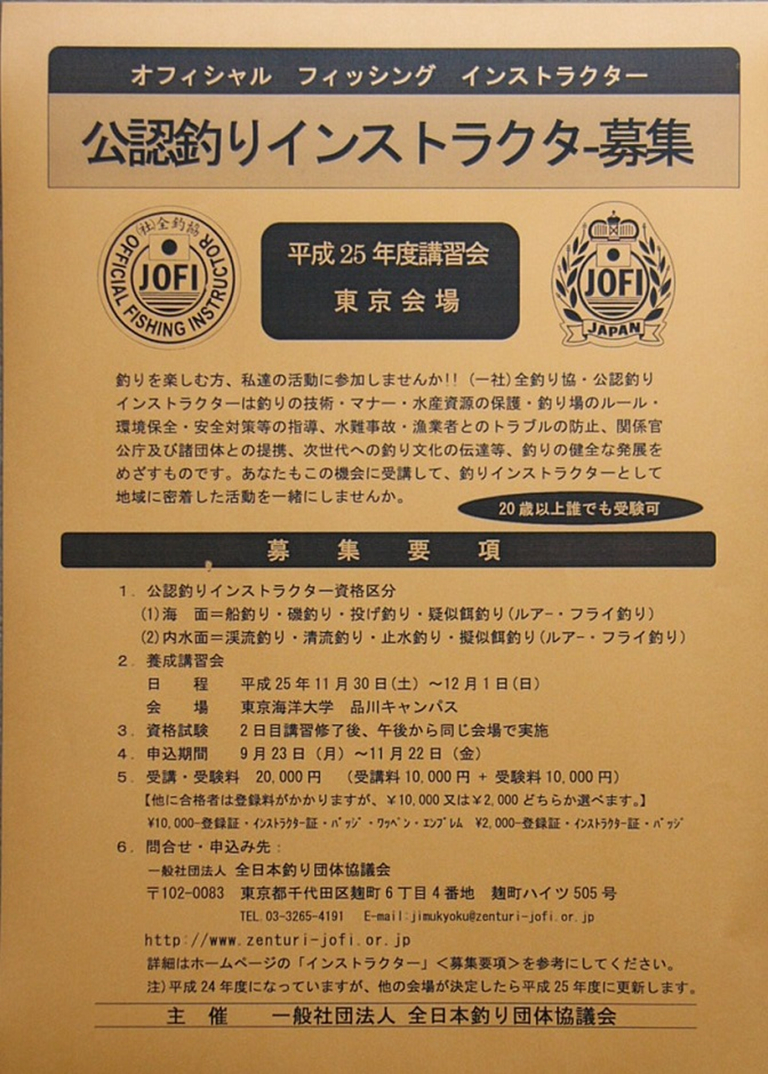 オフィシャル フィッシング インストラクター
公認釣りインストラクタ-募集
(社)全釣協
OFFICIAL FISHING INSTRUCTOR
JOFI
平成25年度講習会
東京会場
JOFI
JAPAN
釣りを楽しむ方、私達の活動に参加しませんか!! (一社)全釣り協・公認釣り
インストラクターは釣りの技術・マナー・水産資源の保護・釣り場のルール・
環境保全・安全対策等の指導、水難事故・漁業者とのトラブルの防止、関係官
公庁及び諸団体との提携、次世代への釣り文化の伝達等、釣りの健全な発展を
めざすものです。あなたもこの機会に受講して、釣りインストラクターとして
地域に密着した活動を一緒にしませんか。
20歳以上誰でも受験可
募集要項
1. 公認釣りインストラクター資格区分
(1)海 面＝船釣り・磯釣り・投げ釣り・疑似餌釣り(ルアー・フライ釣り)
(2)内水面＝渓流釣り・清流釣り・止水釣り・擬似餌釣り(ルアー・フライ釣り)
2. 養成講習会
日 程 平成25年11月30日(土) ～12月1日(日)
会 場 東京海洋大学 品川キャンパス
3. 資格試験 2日目講習修了後、午後から同じ会場で実施
4. 申込期間 9月23日（月）～11月22日（金）
5. 受講・受験料 20,000円 （受講料10,000円 + 受験料10,000円）
【他に合格者は登録料がかかりますが、￥10,000又は￥2,000どちらか選べます。】
¥10,000-登録証・ｲﾝｽﾄﾗｸﾀｰ証・ﾊﾞｯｼﾞ・ﾜｯﾍﾟﾝ・ｴﾝﾌﾞﾚﾑ ¥2,000-登録証・ｲﾝｽﾄﾗｸﾀｰ証・ﾊﾞｯｼﾞ
6. 問合せ・申込み先:
一般社団法人 全日本釣り団体協議会
〒102-0083 東京都千代田区麹町6丁目4番地 麹町ハイツ505号
TEL.03-3265-4191 E-mail:jimukyoku@zenturi-jofi.or.jp
http://www.zenturi-jofi.or.jp
詳細はホームページの「インストラクター」＜募集要項＞を参考にしてください。
注)平成24年度になっていますが、他の会場が決定したら平成25年度に更新します。
主 催 一般社団法人 全日本釣り団体協議会